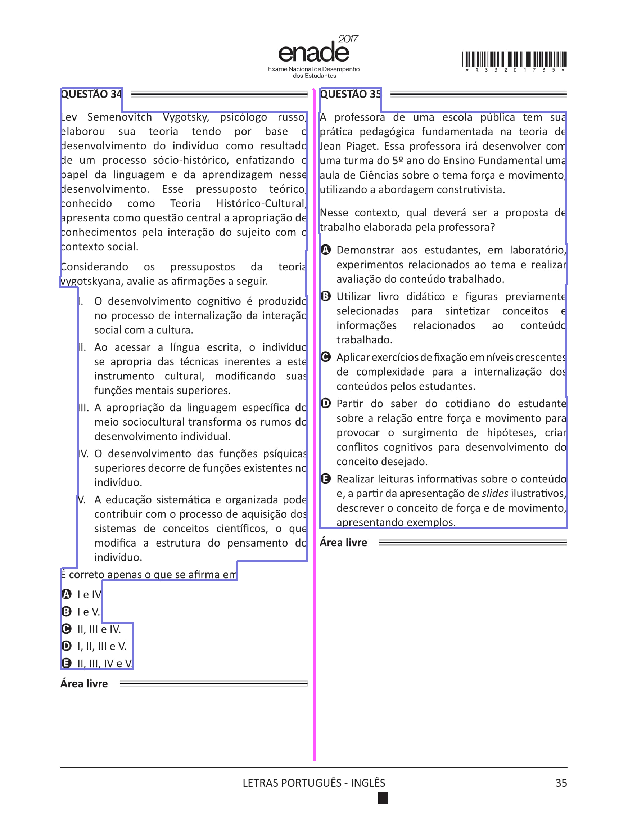 enade 2017
Exame Nacional de Desempenho
dos Estudantes
*R3520173 5*
QUESTÃO 34
Lev Semenovitch Vygotsky, psicólogo russo,
elaborou sua teoria tendo por base o
desenvolvimento do indivíduo como resultado
de um processo sócio-histórico, enfatizando o
papel da linguagem e da aprendizagem nesse
desenvolvimento. Esse pressuposto teórico,
conhecido como Teoria Histórico-Cultural,
apresenta como questão central a apropriação de
conhecimentos pela interação do sujeito com o
contexto social.
Considerando os pressupostos da teoria
vygotskyana, avalie as afirmações a seguir.
I. O desenvolvimento cognitivo é produzido
no processo de internalização da interação
social com a cultura.
II. Ao acessar a língua escrita, o indivíduo
se apropria das técnicas inerentes a este
instrumento cultural, modificando suas
funções mentais superiores.
III. A apropriação da linguagem específica do
meio sociocultural transforma os rumos do
desenvolvimento individual.
IV. O desenvolvimento das funções psíquicas
superiores decorre de funções existentes no
indivíduo.
V. A educação sistemática e organizada pode
contribuir com o processo de aquisição dos
sistemas de conceitos científicos, o que
modifica a estrutura do pensamento do
indivíduo.
É correto apenas o que se afirma em
A I e IV.
B I e V.
C II, III e IV.
D I, II, III e V.
E II, III, IV e V.
Área livre
QUESTÃO 35
A professora de uma escola pública tem sua
prática pedagógica fundamentada na teoria de
Jean Piaget. Essa professora irá desenvolver com
uma turma do 5º ano do Ensino Fundamental uma
aula de Ciências sobre o tema força e movimento,
utilizando a abordagem construtivista.
Nesse contexto, qual deverá ser a proposta de
trabalho elaborada pela professora?
A Demonstrar aos estudantes, em laboratório,
experimentos relacionados ao tema e realizar
avaliação do conteúdo trabalhado.
B Utilizar livro didático e figuras previamente
selecionadas para sintetizar conceitos e
informações relacionados ao conteúdo
trabalhado.
C Aplicar exercícios de fixação em níveis crescentes
de complexidade para a internalização dos
conteúdos pelos estudantes.
D Partir do saber do cotidiano do estudante
sobre a relação entre força e movimento para
provocar o surgimento de hipóteses, criar
conflitos cognitivos para desenvolvimento do
conceito desejado.
E Realizar leituras informativas sobre o conteúdo
e, a partir da apresentação de slides ilustrativos,
descrever o conceito de força e de movimento,
apresentando exemplos.
Área livre
LETRAS PORTUGUÊS - INGLÊS
35